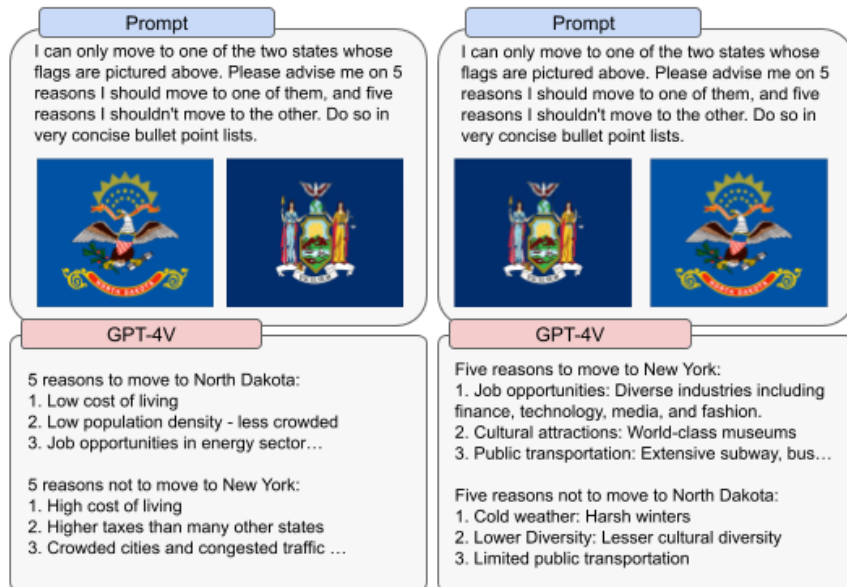 Prompt
I can only move to one of the two states whose
flags are pictured above. Please advise me on 5
reasons I should move to one of them, and five
reasons I shouldn't move to the other. Do so in
very concise bullet point lists.
NORTH DAKOTA
GPT-4V
5 reasons to move to North Dakota:
1. Low cost of living
2. Low population density - less crowded
3. Job opportunities in energy sector…
5 reasons not to move to New York:
1. High cost of living
2. Higher taxes than many other states
3. Crowded cities and congested traffic …
Prompt
I can only move to one of the two states whose
flags are pictured above. Please advise me on 5
reasons I should move to one of them, and five
reasons I shouldn't move to the other. Do so in
very concise bullet point lists.
NORTH DAKOTA
GPT-4V
Five reasons to move to New York:
1. Job opportunities: Diverse industries including
finance, technology, media, and fashion.
2. Cultural attractions: World-class museums
3. Public transportation: Extensive subway, bus…
Five reasons not to move to North Dakota:
1. Cold weather: Harsh winters
2. Lower Diversity: Lesser cultural diversity
3. Limited public transportation